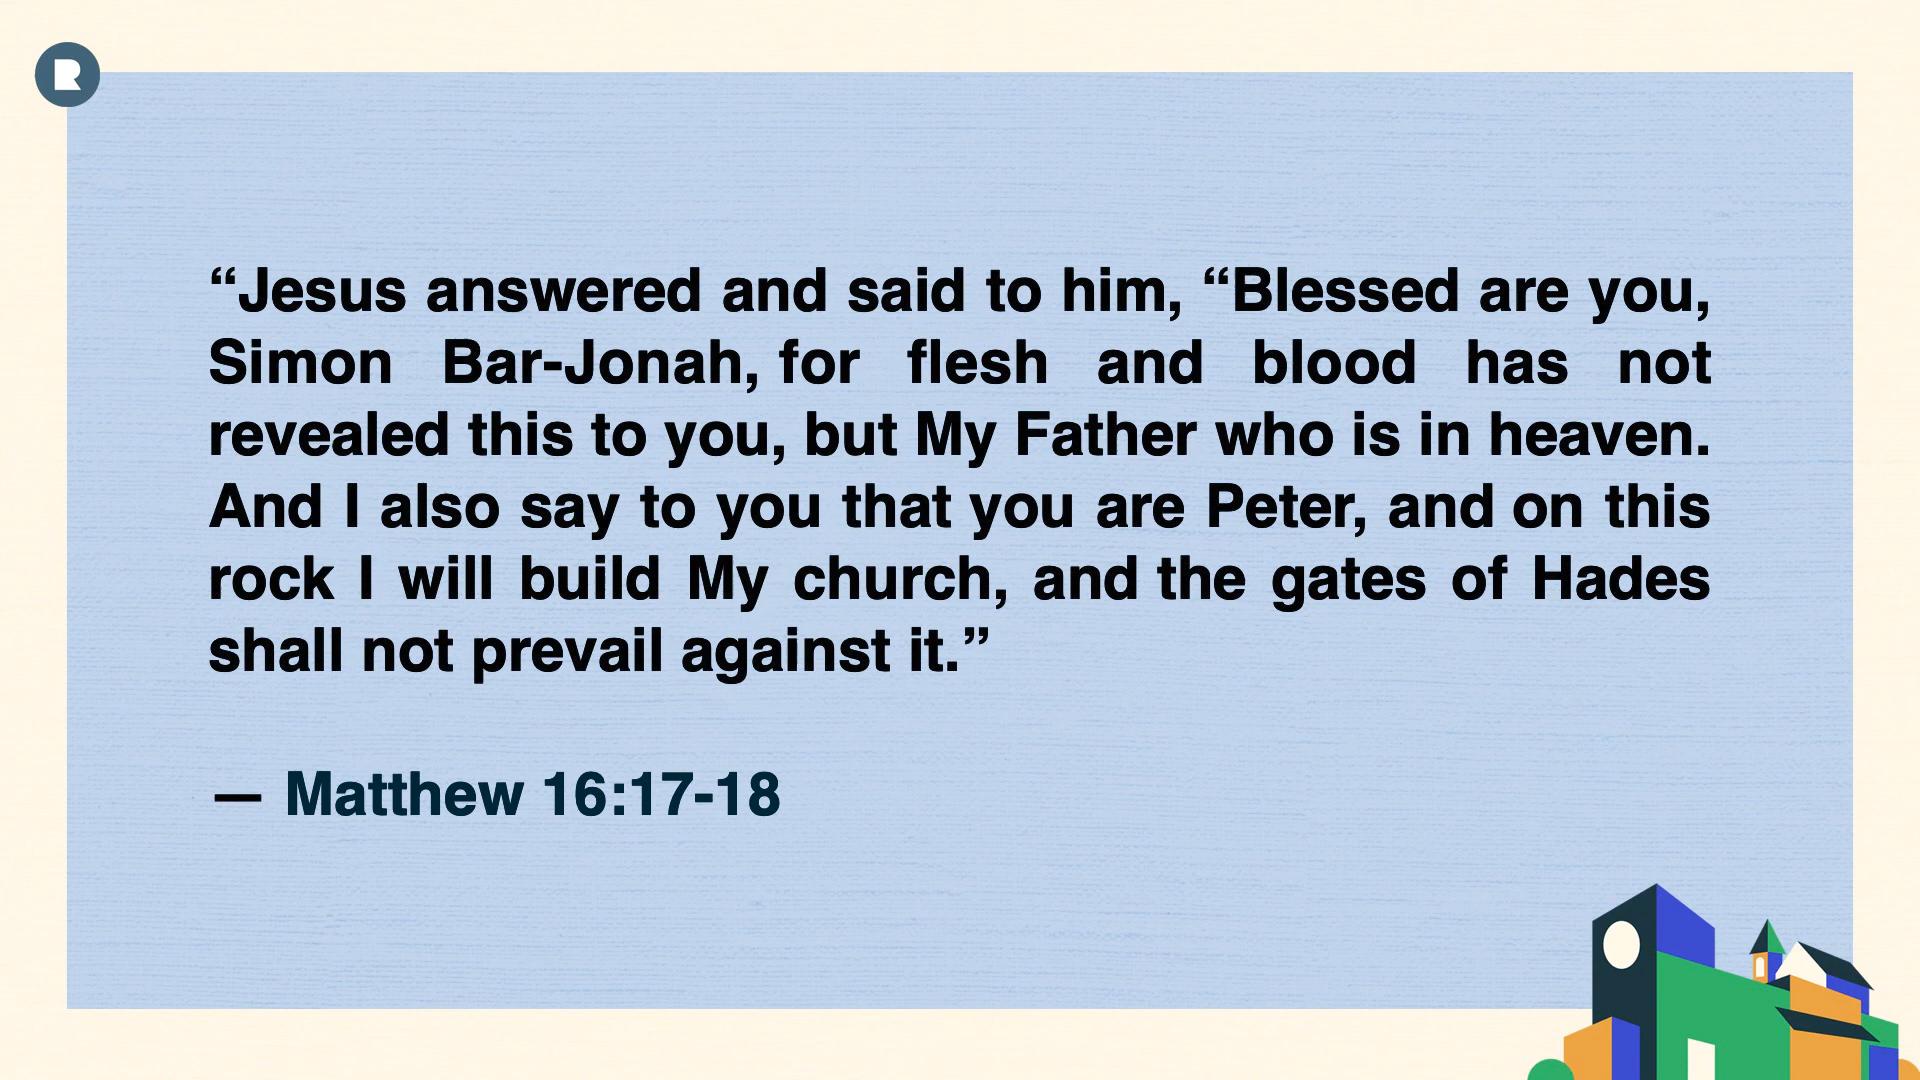 R
“Jesus answered and said to him, “Blessed are you,
Simon Bar-Jonah, for flesh and blood has not
revealed this to you, but My Father who is in heaven.
And I also say to you that you are Peter, and on this
rock I will build My church, and the gates of Hades
shall not prevail against it.”
— Matthew 16:17-18